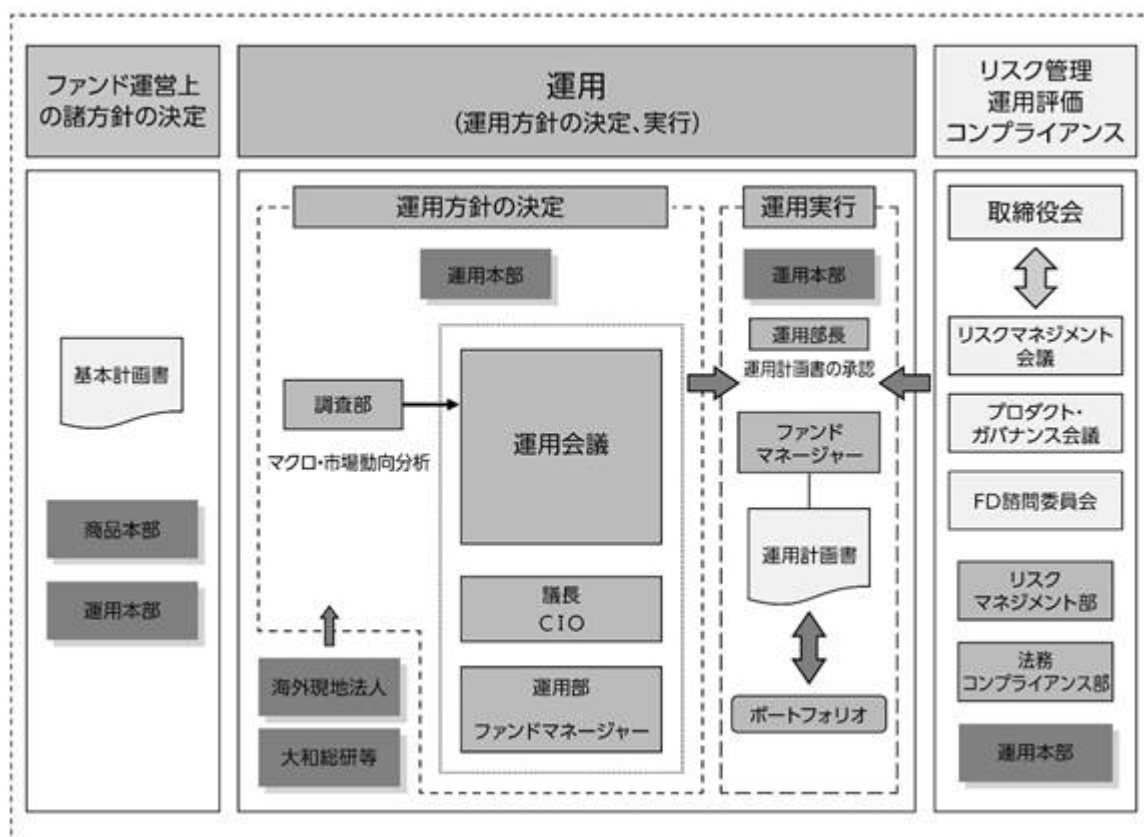 ファンド運営上
の諸方針の決定
運用
(運用方針の決定、実行)
リスク管理
運用評価
コンプライアンス
基本計画書
商品本部
運用本部
運用方針の決定
運用本部
調査部
マクロ・市場動向分析
運用会議
議長
CIO
運用部
ファンドマネージャー
海外現地法人
大和総研等
運用実行
運用本部
運用部長
運用計画書の承認
ファンド
マネージャー
運用計画書
ポートフォリオ
取締役会
リスクマネジメント
会議
プロダクト・
ガバナンス会議
FD諮問委員会
リスク
マネジメント部
法務
コンプライアンス部
運用本部